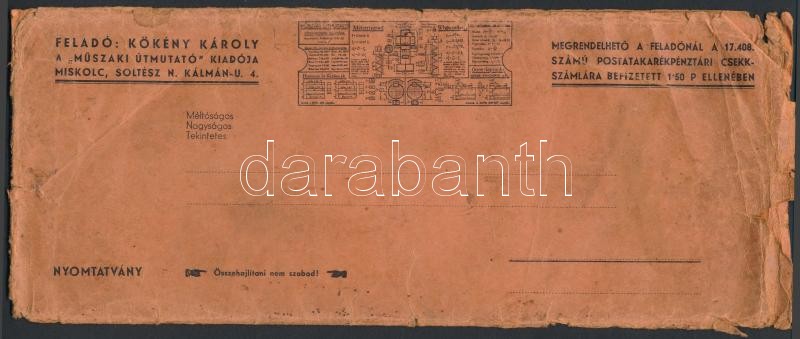 FELADÓ: KÖKÉNY KÁROLY
A „MŰSZAKI ÚTMUTATÓ” KIADÓJA
MISKOLC, SOLTÉSZ N. KÁLMÁN-U. 4.
MEGRENDELHETŐ A FELADÓNÁL A 17.408.
SZÁMÚ POSTATAKARÉKPÉNZTÁRI CSEKK-
SZÁMLÁRA BEFIZETETT 1·50 P ELLENÉBEN
Méltóságos
Nagyságos
Tekintetes
darabanth
NYOMTATVÁNY
Összehajlítani nem szabad!